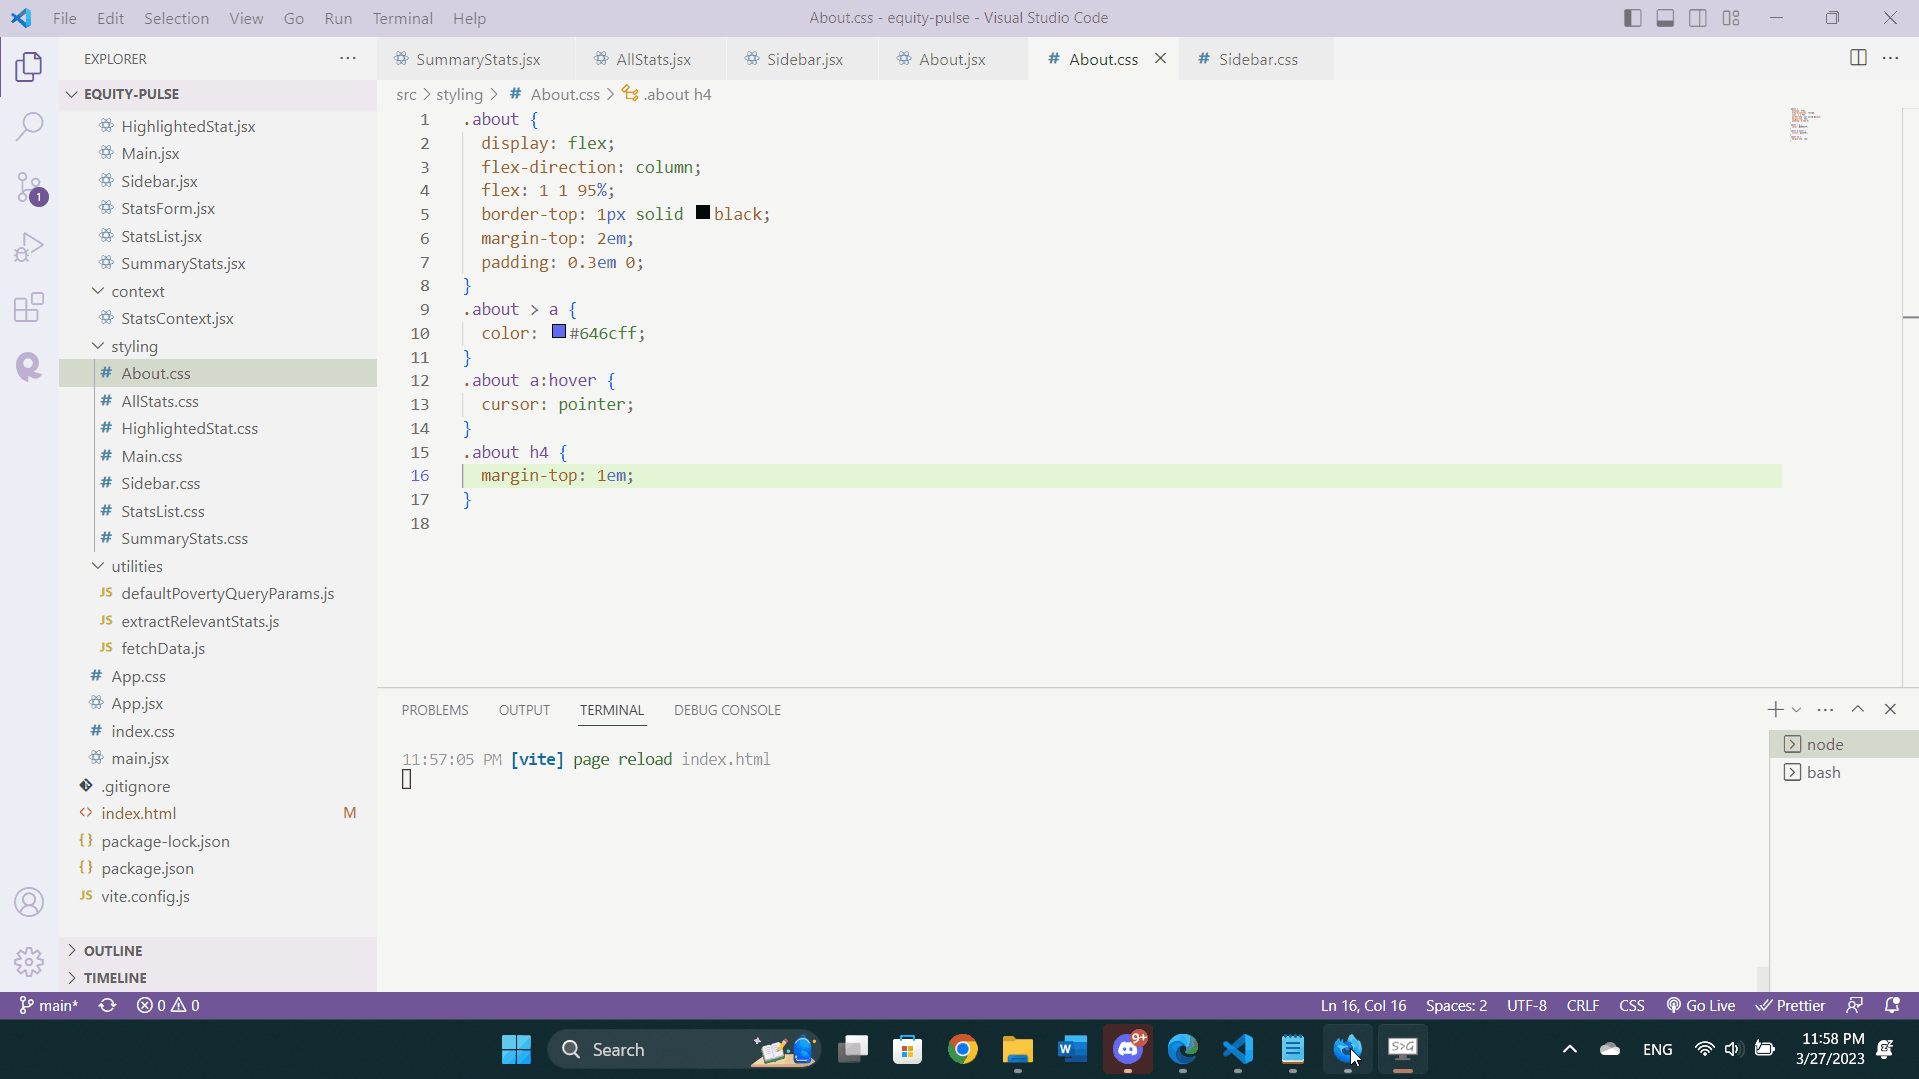 File Edit Selection View Go Run Terminal Help
About.css - equity-pulse - Visual Studio Code
EXPLORER
SummaryStats.jsx
AllStats.jsx
Sidebar.jsx
About.jsx
# About.css
# Sidebar.css
EQUITY-PULSE
HighlightedStat.jsx
Main.jsx
Sidebar.jsx
StatsForm.jsx
StatsList.jsx
SummaryStats.jsx
context
StatsContext.jsx
styling
# About.css
# AllStats.css
# HighlightedStat.css
# Main.css
# Sidebar.css
# StatsList.css
# SummaryStats.css
utilities
JS defaultPovertyQueryParams.js
JS extractRelevantStats.js
JS fetchData.js
# App.css
App.jsx
# index.css
main.jsx
.gitignore
<> index.html M
{} package-lock.json
{} package.json
JS vite.config.js
OUTLINE
TIMELINE
1
src > styling > # About.css > .about h4
1 .about {
2 display: flex;
3 flex-direction: column;
4 flex: 1 1 95%;
5 border-top: 1px solid black;
6 margin-top: 2em;
7 padding: 0.3em 0;
8 }
9 .about > a {
10 color: #646cff;
11 }
12 .about a:hover {
13 cursor: pointer;
14 }
15 .about h4 {
16 margin-top: 1em;
17 }
18
PROBLEMS OUTPUT TERMINAL DEBUG CONSOLE
11:57:05 PM [vite] page reload index.html
node
bash
main* 0 0
Ln 16, Col 16 Spaces: 2 UTF-8 CRLF CSS Go Live Prettier
Search
W
9+
S>G
ENG
11:58 PM
3/27/2023